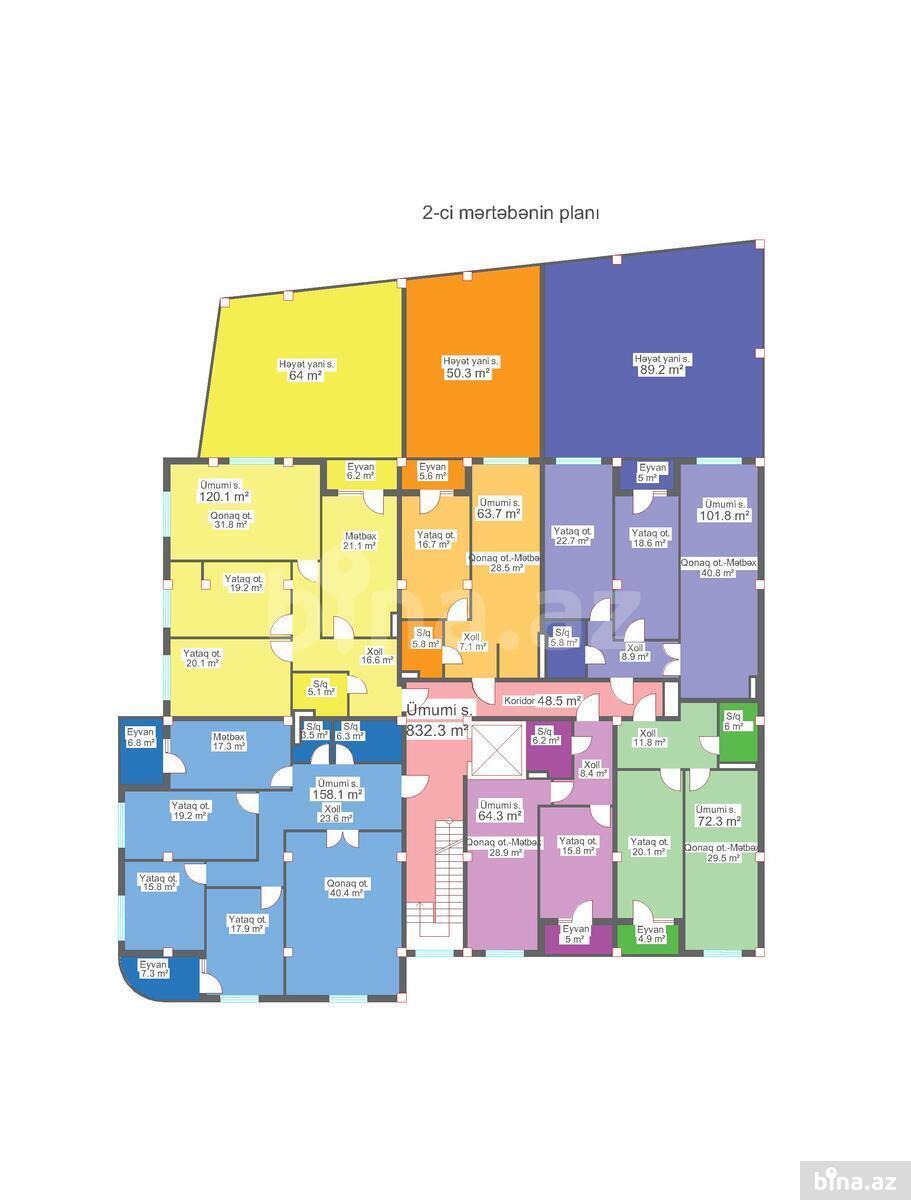 2-ci mərtəbənin planı
Həyət yani s.
64 m²
Həyət yani s.
50.3 m²
Həyət yani s.
89.2 m²
Eyvan
6.2 m²
Eyvan
5.6 m²
Eyvan
5 m²
Ümumi s.
120.1 m²
Qonaq ot.
31.8 m²
Mətbəx
21.1 m²
Yataq ot.
19.2 m²
Yataq ot.
20.1 m²
Xoll
16.6 m²
S/q
5.1 m²
Yataq ot.
16.7 m²
Ümumi s.
63.7 m²
Qonaq ot.-Mətbəx
28.5 m²
S/q
5.8 m²
Xoll
7.1 m²
Yataq ot.
22.7 m²
Yataq ot.
18.6 m²
Ümumi s.
101.8 m²
Qonaq ot.-Mətbəx
40.8 m²
S/q
5.8 m²
Xoll
8.9 m²
Koridor 48.5 m²
Ümumi s.
832.3 m²
Eyvan
6.8 m²
Mətbəx
17.3 m²
S/q
3.5 m²
S/q
6.3 m²
Ümumi s.
158.1 m²
Xoll
23.6 m²
Yataq ot.
19.2 m²
Yataq ot.
15.8 m²
Yataq ot.
17.9 m²
Qonaq ot.
40.4 m²
Eyvan
7.3 m²
S/q
6.2 m²
Xoll
8.4 m²
Ümumi s.
64.3 m²
Qonaq ot.-Mətbəx
28.9 m²
Yataq ot.
15.8 m²
Eyvan
5 m²
Xoll
11.8 m²
S/q
6 m²
Ümumi s.
72.3 m²
Yataq ot.
20.1 m²
Qonaq ot.-Mətbəx
29.5 m²
Eyvan
4.9 m²
bina.az
bina.az